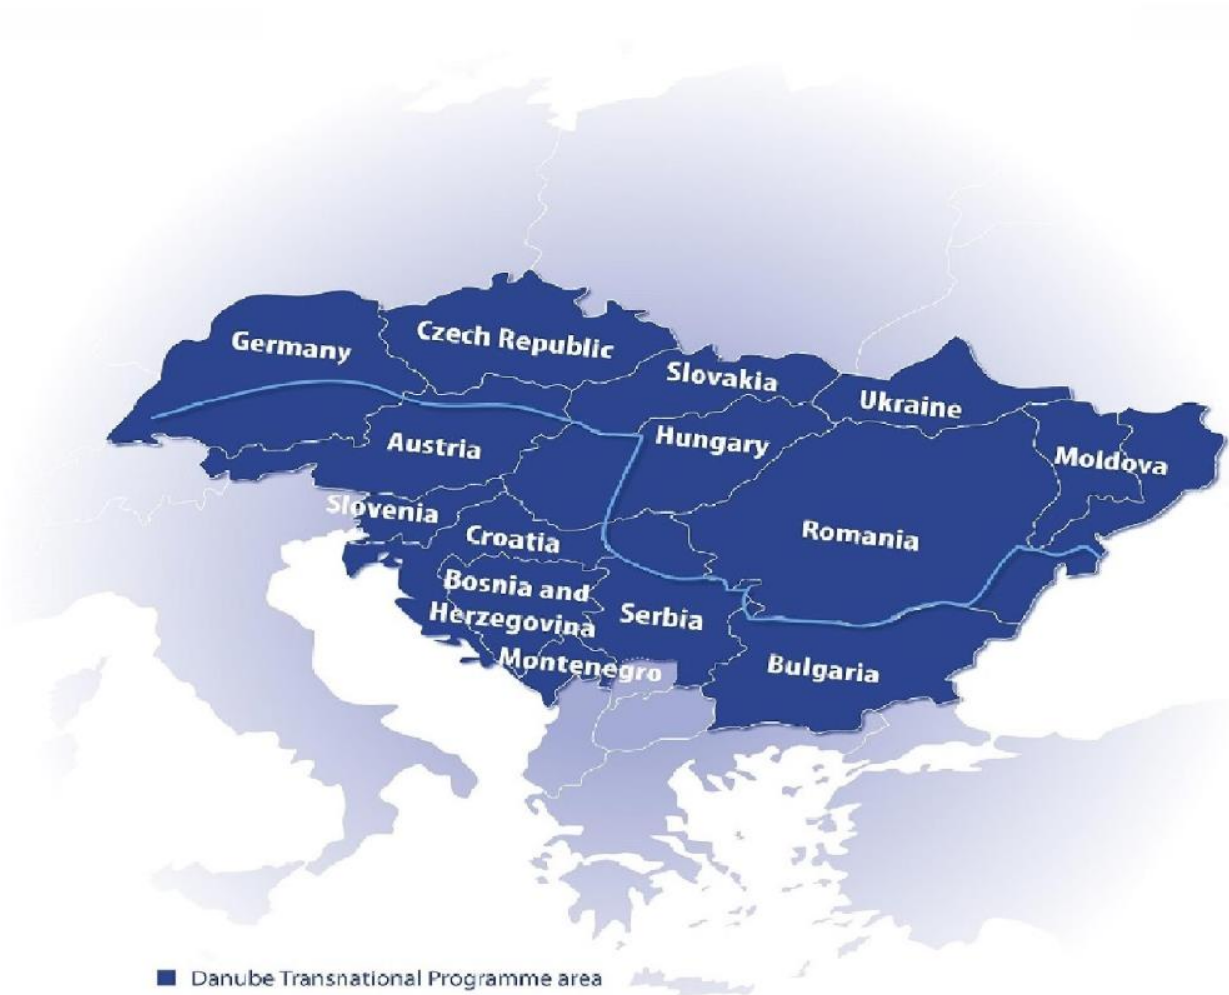 Germany
Czech Republic
Slovakia
Ukraine
Austria
Hungary
Moldova
Slovenia
Croatia
Romania
Bosnia and
Herzegovina
Serbia
Montenegro
Bulgaria
Danube Transnational Programme area